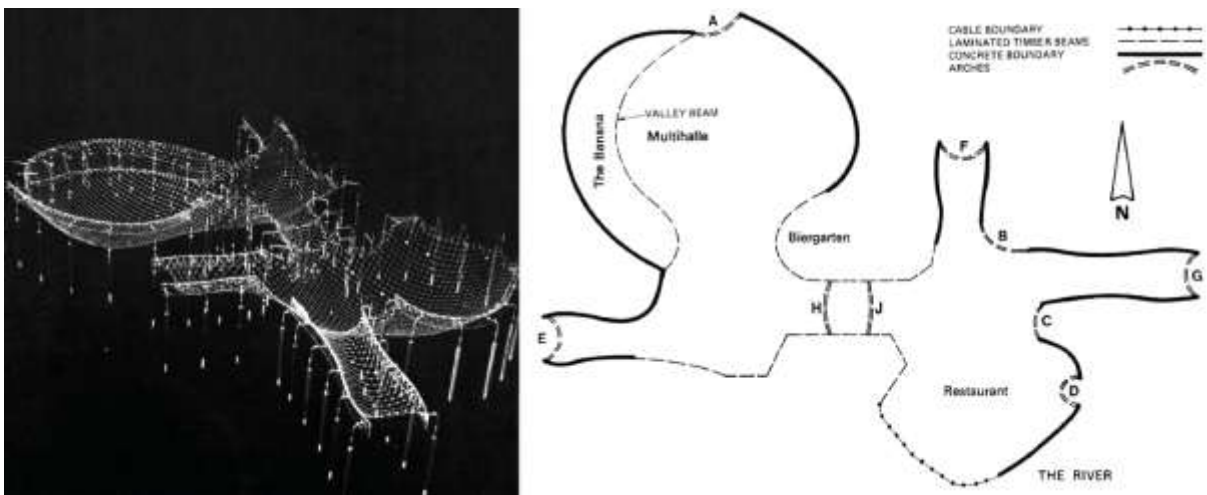 A
CABLE BOUNDARY
LAMINATED TIMBER BEAMS
CONCRETE BOUNDARY
ARCHES
The Banana
VALLEY BEAM
Multihalle
F
N
Biergarten
B
G
H
J
C
E
D
Restaurant
THE RIVER